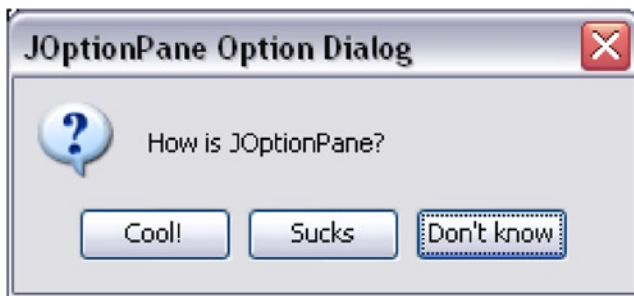 JOptionPane Option Dialog
How is JOptionPane?
Cool! Sucks Don't know